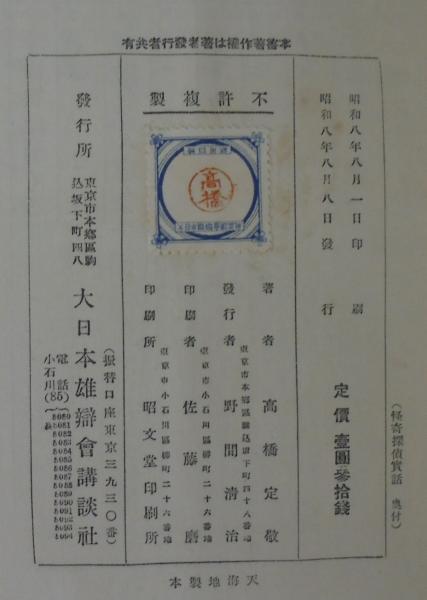 本書著作權は著者發行者共有
(怪奇探偵實話 奧付)
昭和八年八月一日印刷
昭和八年八月八日發行
定價壹圓參拾錢
不許複製
高橋
著者 高橋定敬
東京市本鄉區駒込坂下町四十八番地
發行者 野間清治
東京市小石川區柳町二十六番地
印刷者 佐藤磨
東京市小石川區柳町二十六番地
印刷所 昭文堂印刷所
發行所
東京市本鄉區駒
込坂下町四八
大日本雄辯會講談社
(振替口座東京三九三〇番)
電話
小石川(85)
天海地製本